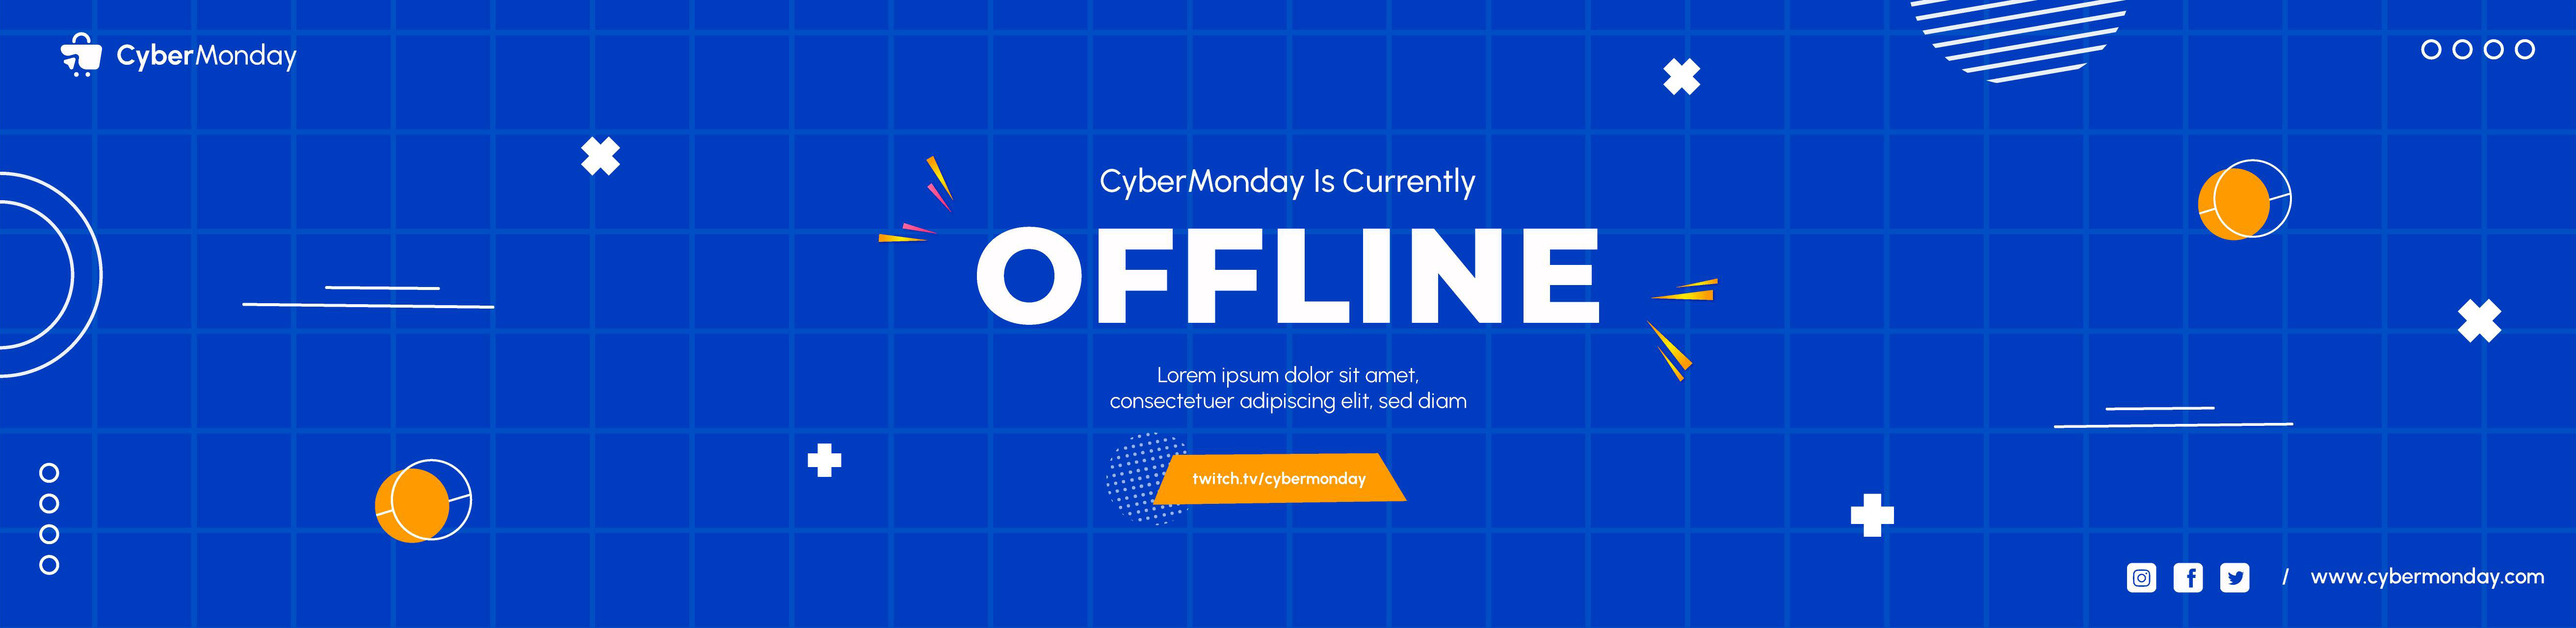 CyberMonday
CyberMonday Is Currently
OFFLINE
Lorem ipsum dolor sit amet,
consectetuer adipiscing elit, sed diam
twitch.tv/cybermonday
/ www.cybermonday.com